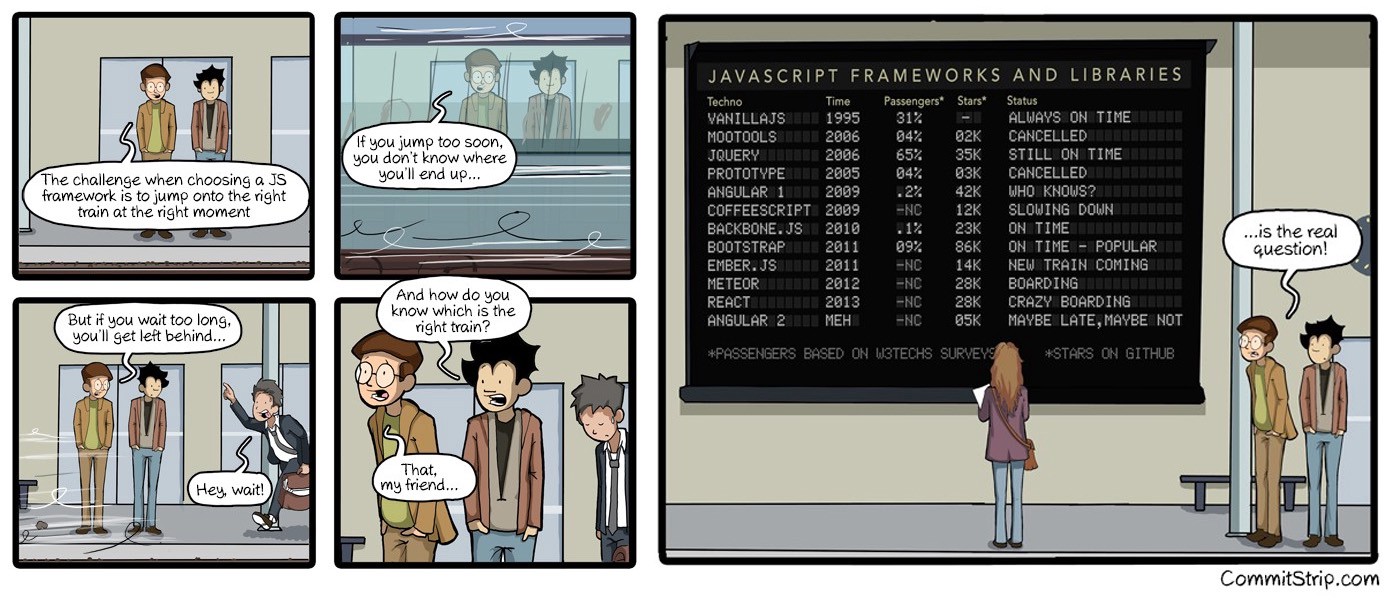 The challenge when choosing a JS
framework is to jump onto the right
train at the right moment
If you jump too soon,
you don't know where
you'll end up...
But if you wait too long,
you'll get left behind...
Hey, wait!
And how do you
know which is the
right train?
That,
my friend...
JAVASCRIPT FRAMEWORKS AND LIBRARIES
Techno Time Passengers* Stars* Status
VANILLAJS 1995 31% - ALWAYS ON TIME
MOOTOOLS 2006 04% 02K CANCELLED
JQUERY 2006 65% 35K STILL ON TIME
PROTOTYPE 2005 04% 03K CANCELLED
ANGULAR 1 2009 .2% 42K WHO KNOWS?
COFFEESCRIPT 2009 -NC 12K SLOWING DOWN
BACKBONE.JS 2010 .1% 23K ON TIME
BOOTSTRAP 2011 09% 86K ON TIME - POPULAR
EMBER.JS 2011 -NC 14K NEW TRAIN COMING
METEOR 2012 -NC 28K BOARDING
REACT 2013 -NC 28K CRAZY BOARDING
ANGULAR 2 MEH -NC 05K MAYBE LATE,MAYBE NOT
*PASSENGERS BASED ON W3TECHS SURVEYS *STARS ON GITHUB
...is the real
question!
CommitStrip.com